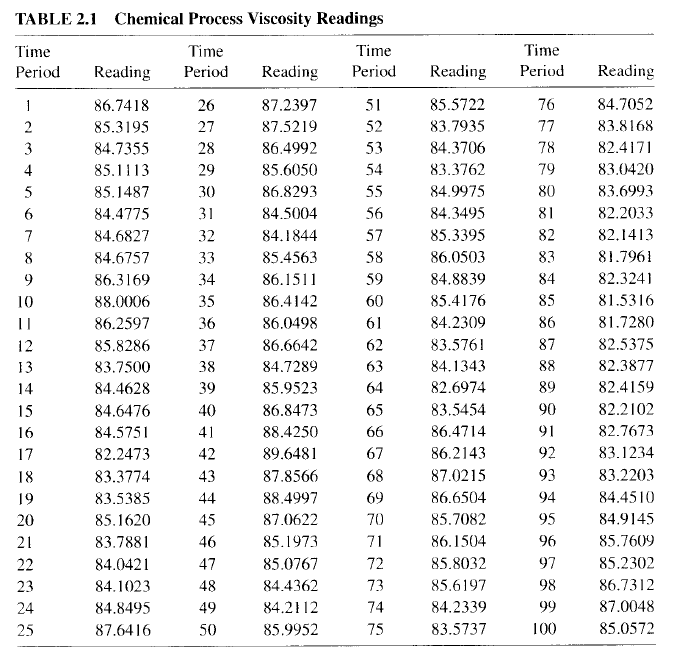 TABLE 2.1 Chemical Process Viscosity Readings
Time Time Time Time
Period Reading Period Reading Period Reading Period Reading
1 86.7418 26 87.2397 51 85.5722 76 84.7052
2 85.3195 27 87.5219 52 83.7935 77 83.8168
3 84.7355 28 86.4992 53 84.3706 78 82.4171
4 85.1113 29 85.6050 54 83.3762 79 83.0420
5 85.1487 30 86.8293 55 84.9975 80 83.6993
6 84.4775 31 84.5004 56 84.3495 81 82.2033
7 84.6827 32 84.1844 57 85.3395 82 82.1413
8 84.6757 33 85.4563 58 86.0503 83 81.7961
9 86.3169 34 86.1511 59 84.8839 84 82.3241
10 88.0006 35 86.4142 60 85.4176 85 81.5316
11 86.2597 36 86.0498 61 84.2309 86 81.7280
12 85.8286 37 86.6642 62 83.5761 87 82.5375
13 83.7500 38 84.7289 63 84.1343 88 82.3877
14 84.4628 39 85.9523 64 82.6974 89 82.4159
15 84.6476 40 86.8473 65 83.5454 90 82.2102
16 84.5751 41 88.4250 66 86.4714 91 82.7673
17 82.2473 42 89.6481 67 86.2143 92 83.1234
18 83.3774 43 87.8566 68 87.0215 93 83.2203
19 83.5385 44 88.4997 69 86.6504 94 84.4510
20 85.1620 45 87.0622 70 85.7082 95 84.9145
21 83.7881 46 85.1973 71 86.1504 96 85.7609
22 84.0421 47 85.0767 72 85.8032 97 85.2302
23 84.1023 48 84.4362 73 85.6197 98 86.7312
24 84.8495 49 84.2112 74 84.2339 99 87.0048
25 87.6416 50 85.9952 75 83.5737 100 85.0572